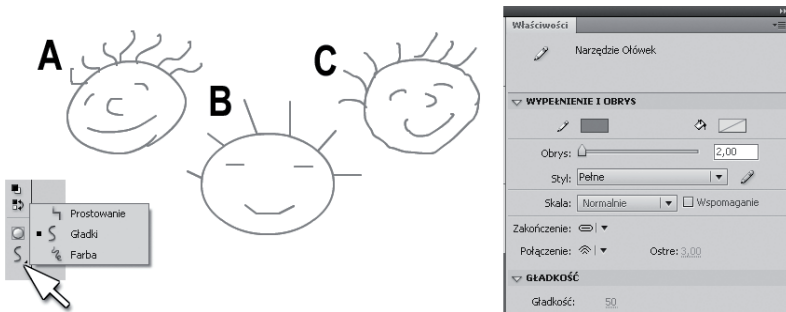 A
B
C
Prostowanie
Gładki
Farba
Właściwości
Narzędzie Ołówek
WYPEŁNIENIE I OBRYS
Obrys: 2,00
Styl: Pełne
Skala: Normalnie Wspomaganie
Zakończenie:
Połączenie: Ostre: 3,00
GŁADKOŚĆ
Gładkość: 50